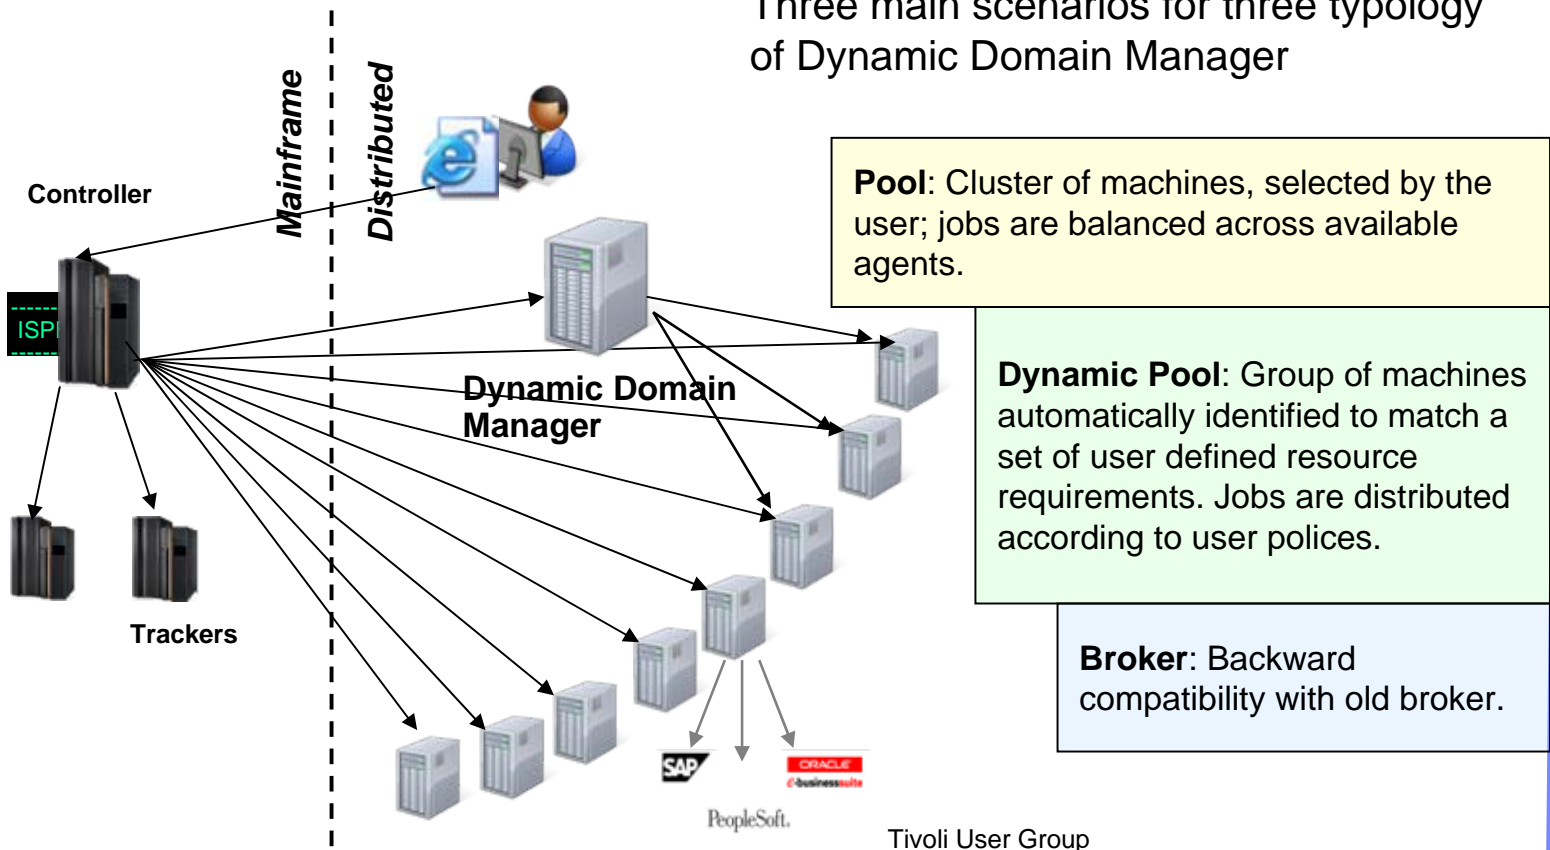 Three main scenarios for three typology
of Dynamic Domain Manager
Mainframe
Distributed
Controller
Pool: Cluster of machines, selected by the
user; jobs are balanced across available
agents.
ISP
Dynamic Domain
Manager
Dynamic Pool: Group of machines
automatically identified to match a
set of user defined resource
requirements. Jobs are distributed
according to user polices.
Trackers
Broker: Backward
compatibility with old broker.
SAP
ORACLE
e-businesssuite
PeopleSoft.
Tivoli User Group